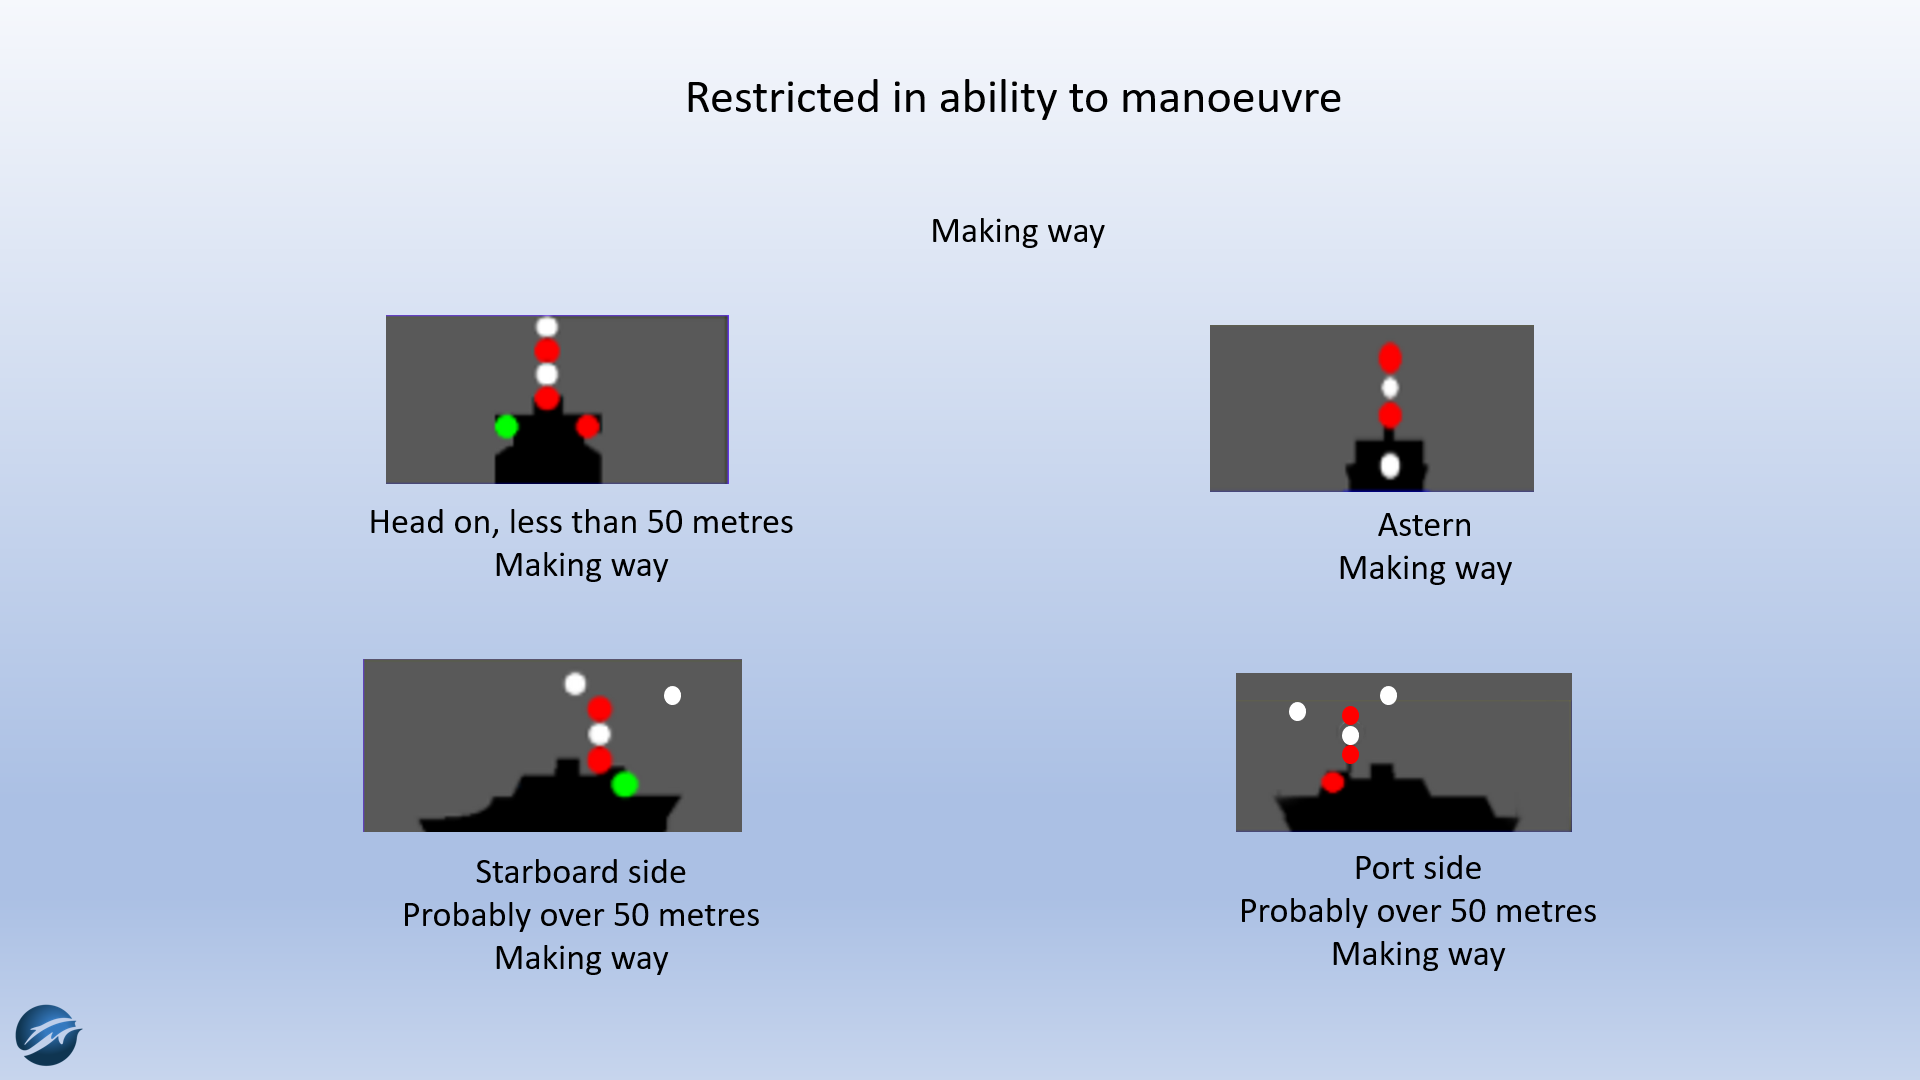 Restricted in ability to manoeuvre
Making way
Head on, less than 50 metres
Making way
Astern
Making way
Starboard side
Probably over 50 metres
Making way
Port side
Probably over 50 metres
Making way